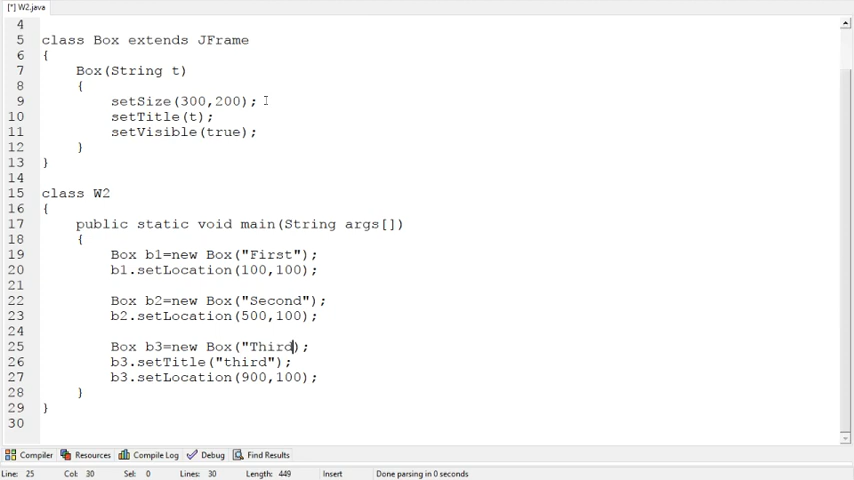 [*] W2.java
4
5 class Box extends JFrame
6 {
7 Box(String t)
8 {
9 setSize(300,200);
10 setTitle(t);
11 setVisible(true);
12 }
13 }
14
15 class W2
16 {
17 public static void main(String args[])
18 {
19 Box b1=new Box("First");
20 b1.setLocation(100,100);
21
22 Box b2=new Box("Second");
23 b2.setLocation(500,100);
24
25 Box b3=new Box("Third);
26 b3.setTitle("third");
27 b3.setLocation(900,100);
28 }
29 }
30
Compiler Resources Compile Log Debug Find Results
Line: 25 Col: 30 Sel: 0 Lines: 30 Length: 449 Insert Done parsing in 0 seconds